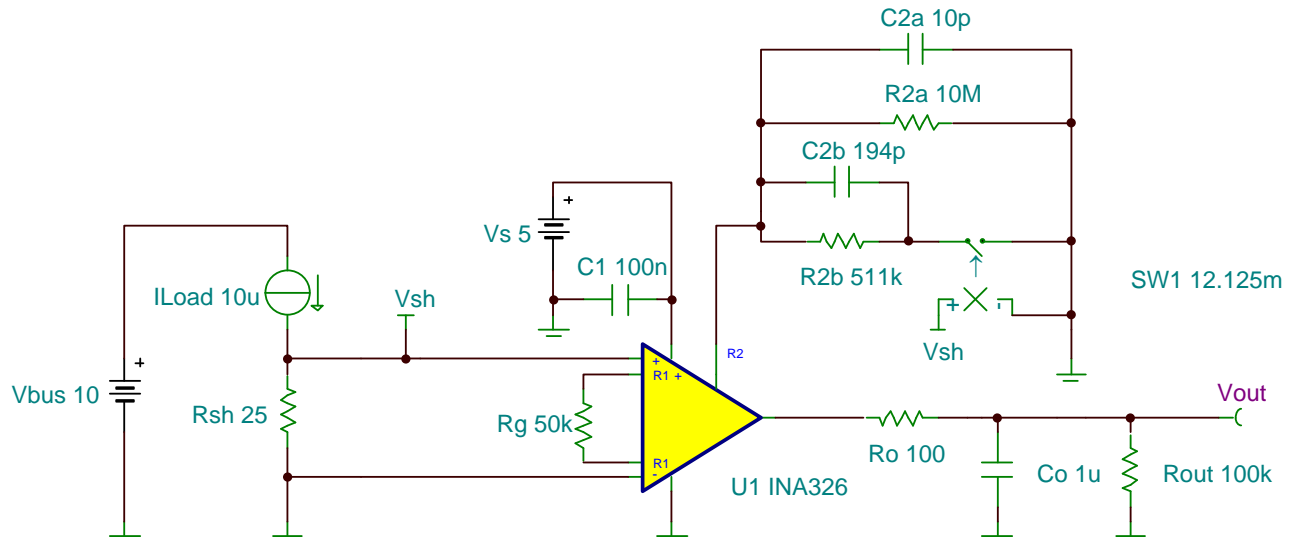 C2a 10p
R2a 10M
C2b 194p
R2b 511k
Vs 5
+
C1 100n
SW1 12.125m
ILoad 10u
Vsh
+ -
Vsh
R2
Vbus 10
+
Rsh 25
Rg 50k
+
R1 +
R1
-
U1 INA326
Vout
Ro 100
Co 1u
Rout 100k